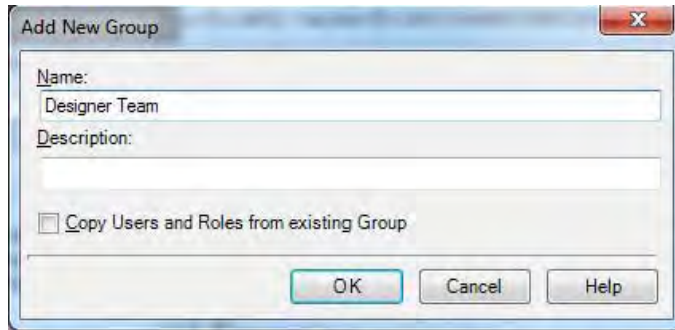 Add New Group
Name:
Designer Team
Description:
Copy Users and Roles from existing Group
OK Cancel Help